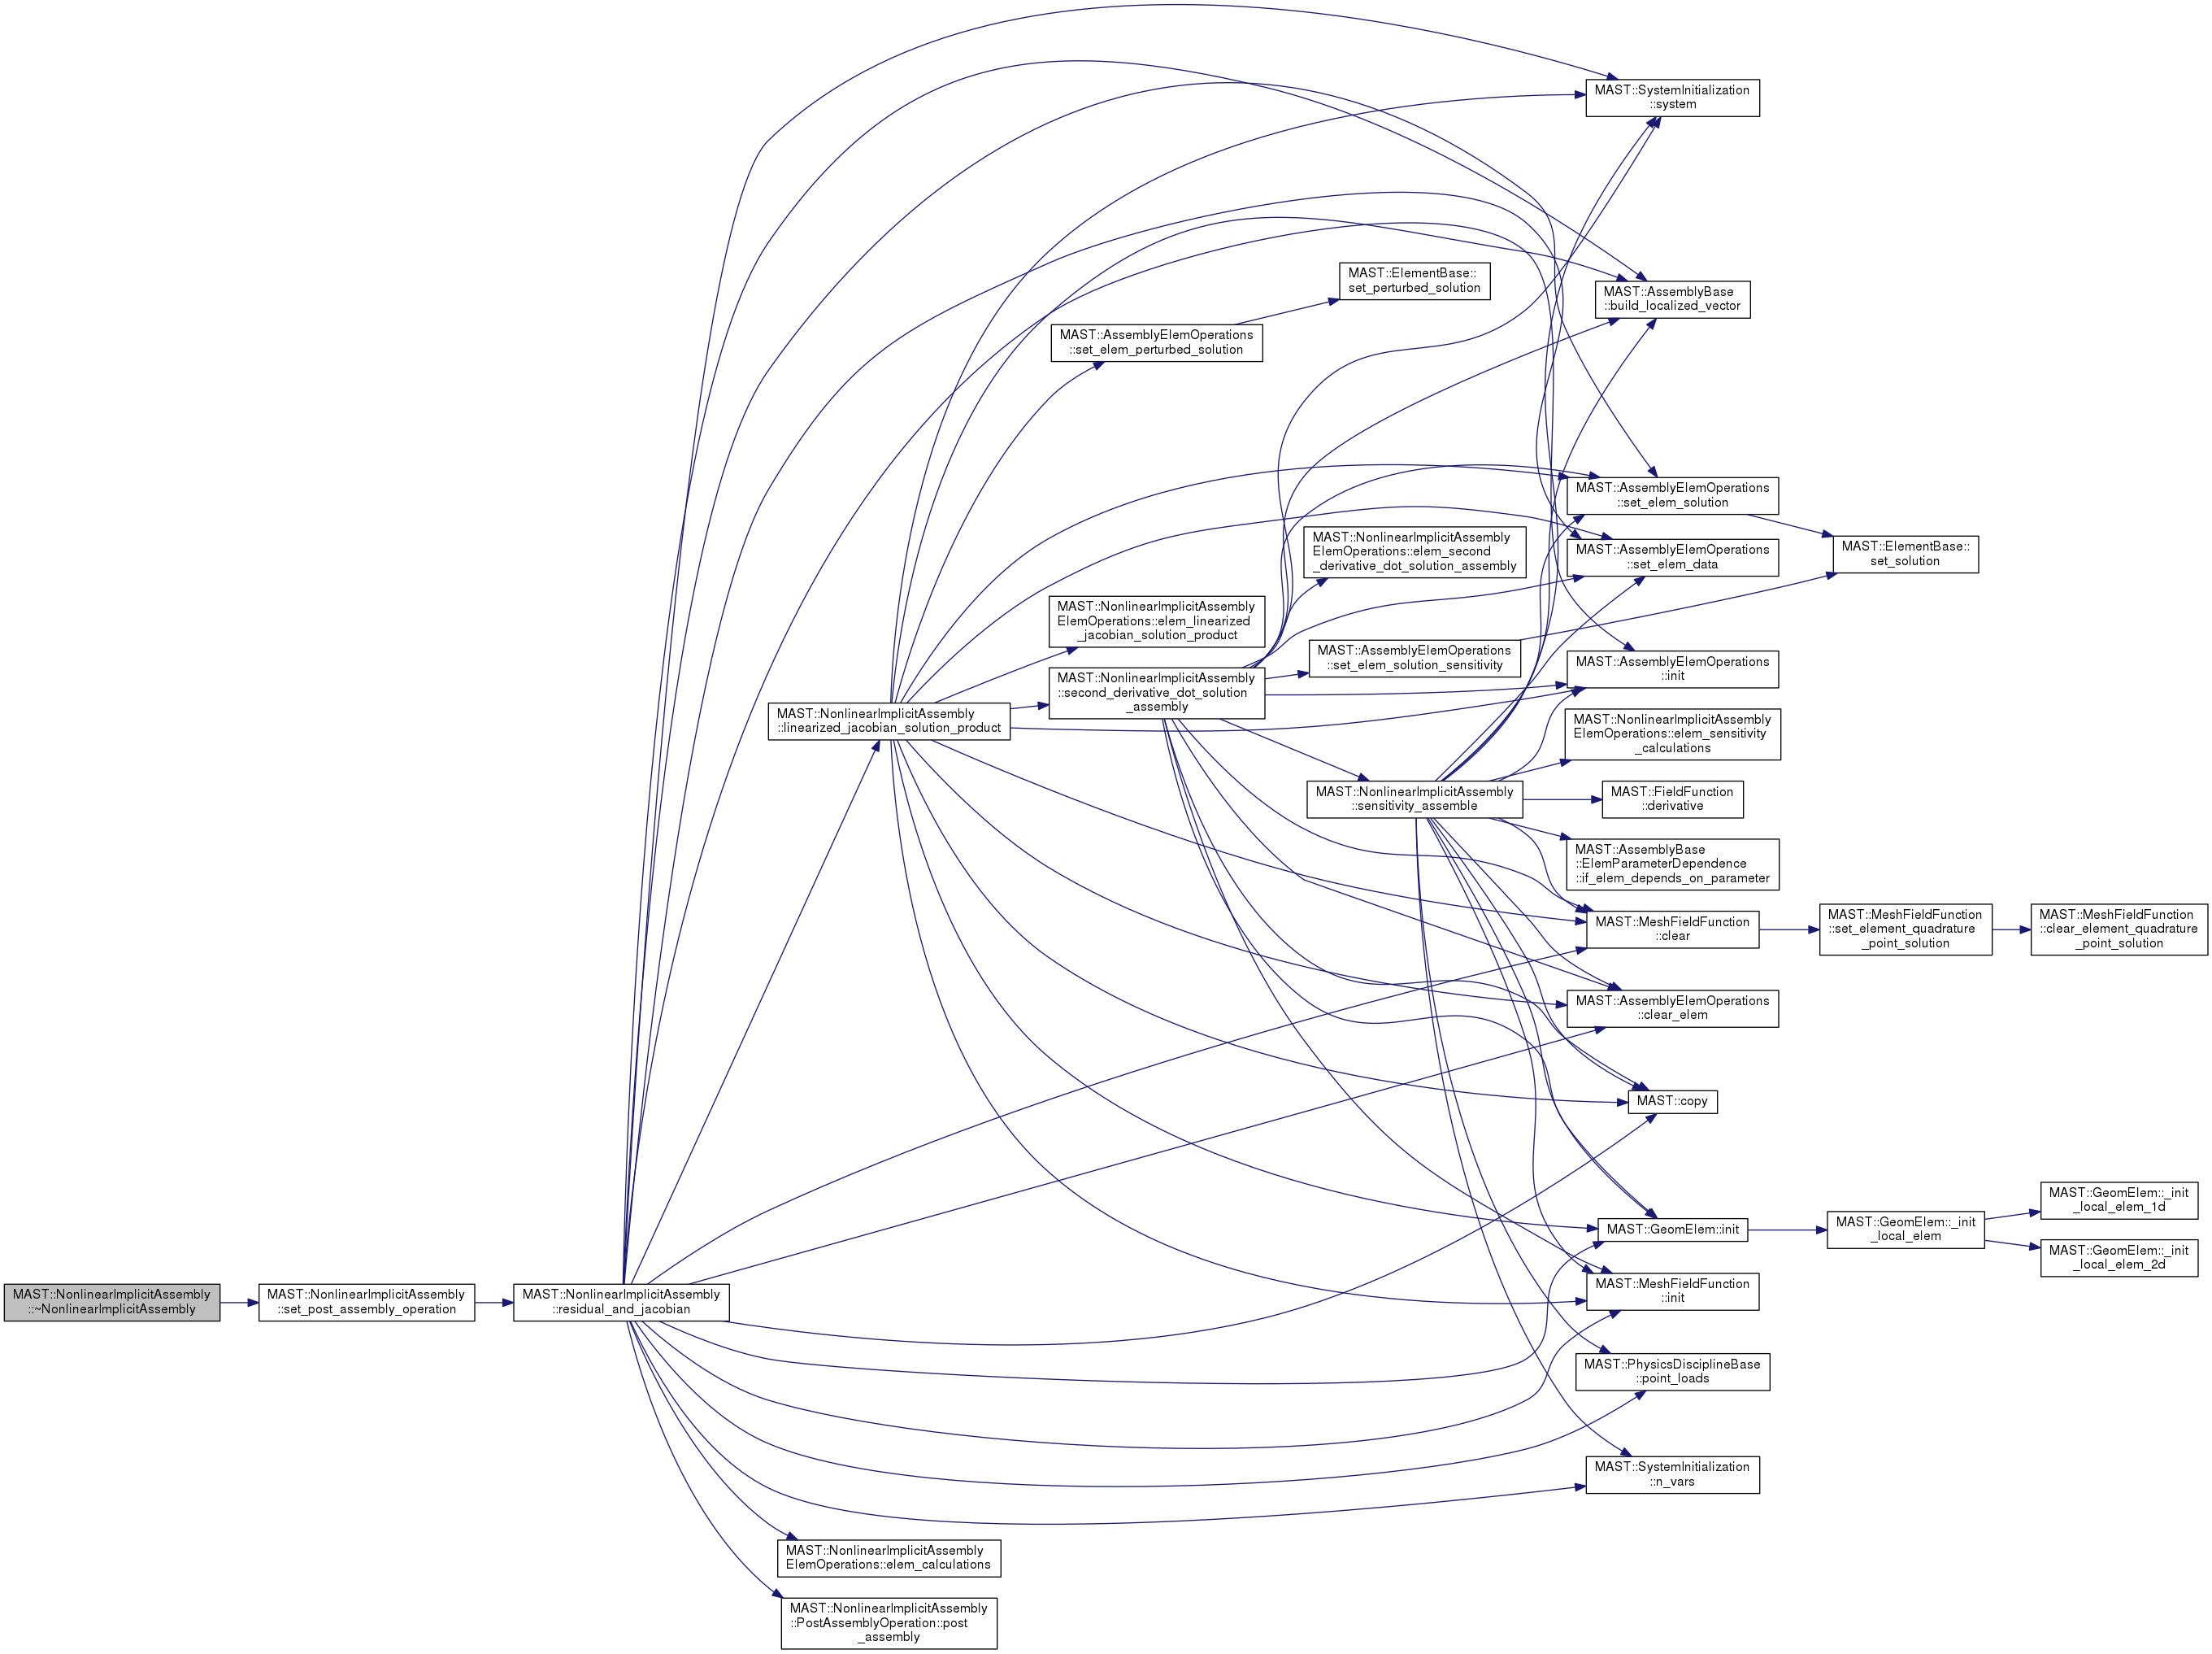 MAST::NonlinearImplicitAssembly
::~NonlinearImplicitAssembly
MAST::NonlinearImplicitAssembly
::set_post_assembly_operation
MAST::NonlinearImplicitAssembly
::residual_and_jacobian
MAST::NonlinearImplicitAssembly
::linearized_jacobian_solution_product
MAST::NonlinearImplicitAssembly
ElemOperations::elem_calculations
MAST::NonlinearImplicitAssembly
::PostAssemblyOperation::post
_assembly
MAST::AssemblyElemOperations
::set_elem_perturbed_solution
MAST::NonlinearImplicitAssembly
ElemOperations::elem_linearized
_jacobian_solution_product
MAST::NonlinearImplicitAssembly
::second_derivative_dot_solution
_assembly
MAST::ElementBase::
set_perturbed_solution
MAST::NonlinearImplicitAssembly
ElemOperations::elem_second
_derivative_dot_solution_assembly
MAST::AssemblyElemOperations
::set_elem_solution_sensitivity
MAST::NonlinearImplicitAssembly
::sensitivity_assemble
MAST::SystemInitialization
::system
MAST::AssemblyBase
::build_localized_vector
MAST::AssemblyElemOperations
::set_elem_solution
MAST::AssemblyElemOperations
::set_elem_data
MAST::AssemblyElemOperations
::init
MAST::NonlinearImplicitAssembly
ElemOperations::elem_sensitivity
_calculations
MAST::FieldFunction
::derivative
MAST::AssemblyBase
::ElemParameterDependence
::if_elem_depends_on_parameter
MAST::MeshFieldFunction
::clear
MAST::AssemblyElemOperations
::clear_elem
MAST::copy
MAST::GeomElem::init
MAST::MeshFieldFunction
::init
MAST::PhysicsDisciplineBase
::point_loads
MAST::SystemInitialization
::n_vars
MAST::ElementBase::
set_solution
MAST::MeshFieldFunction
::set_element_quadrature
_point_solution
MAST::MeshFieldFunction
::clear_element_quadrature
_point_solution
MAST::GeomElem::_init
_local_elem
MAST::GeomElem::_init
_local_elem_1d
MAST::GeomElem::_init
_local_elem_2d